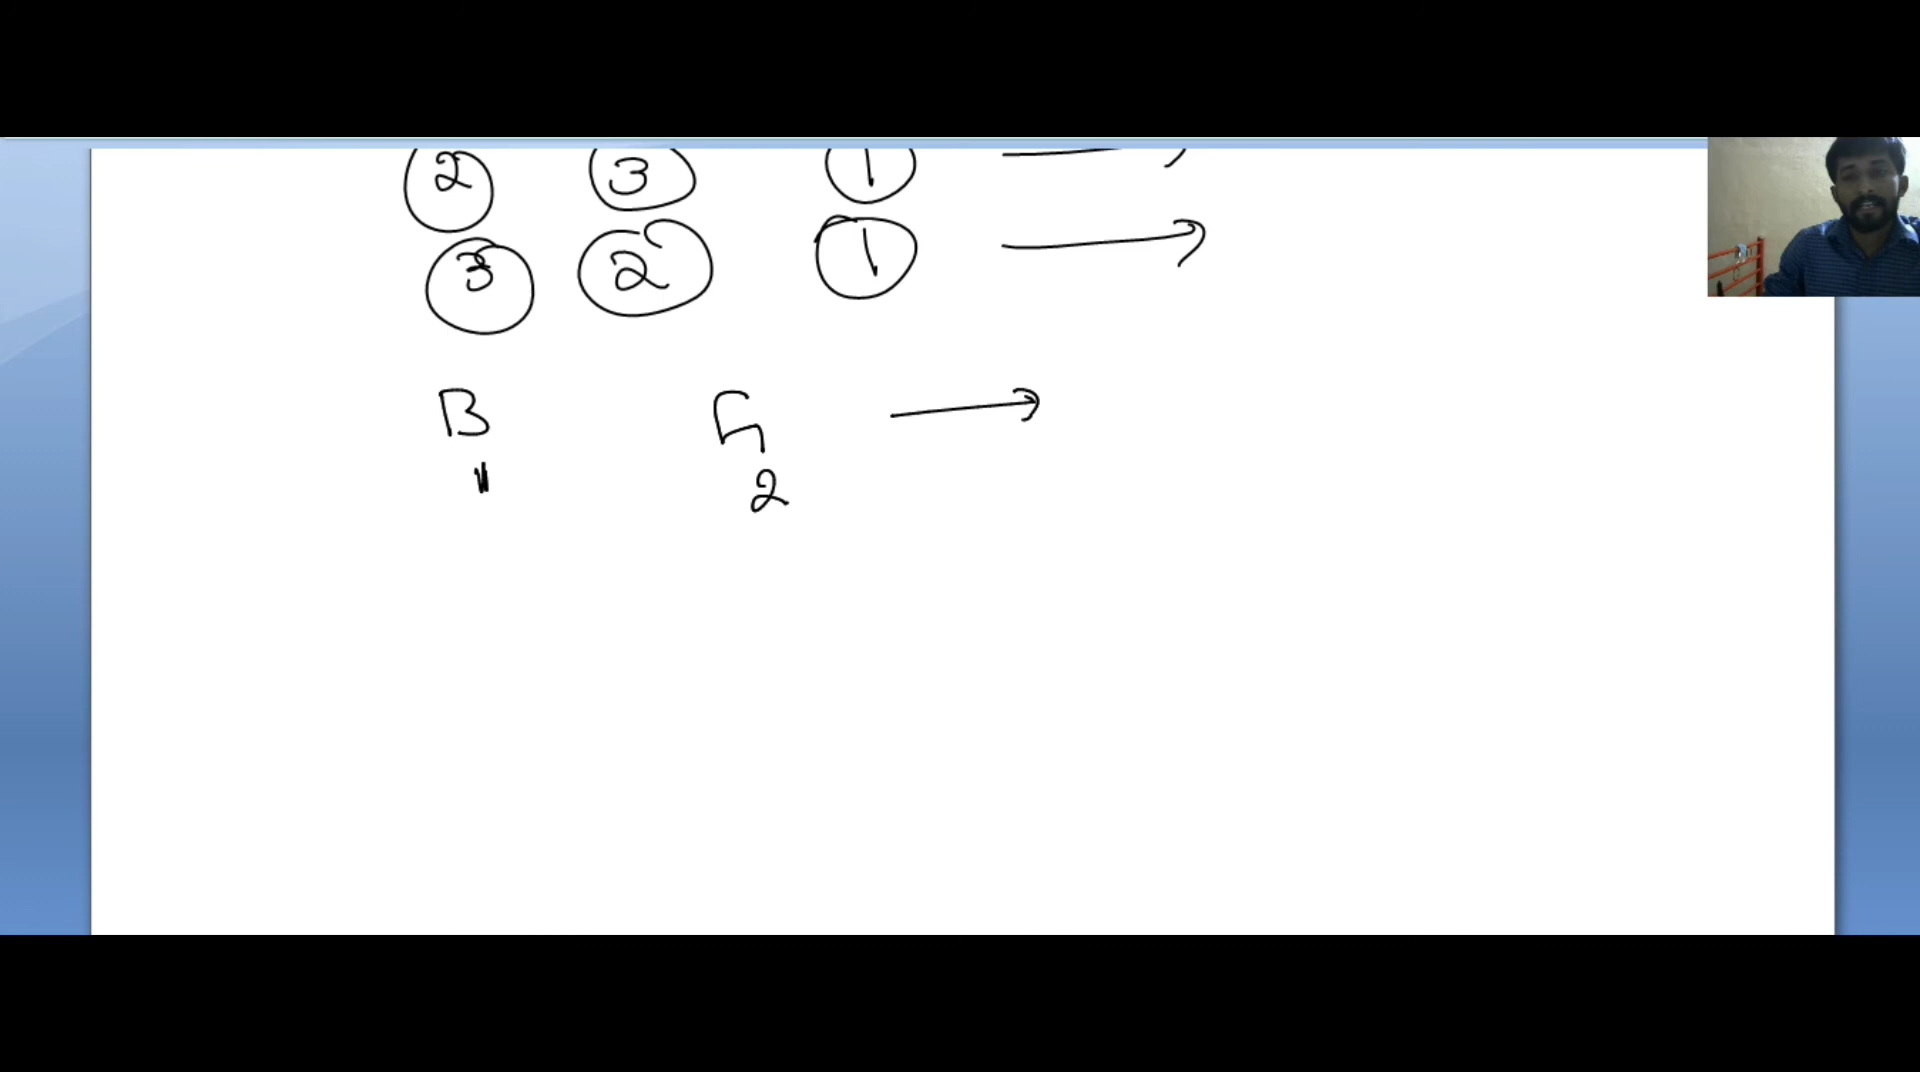 2 3 1 →
3 2 1 →
B G →
1 2